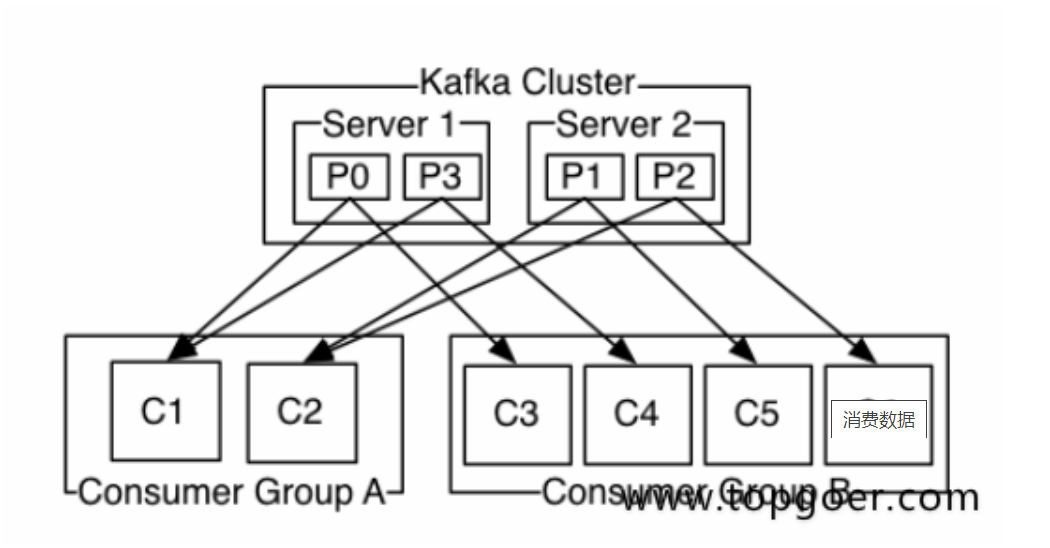 Kafka Cluster
Server 1
Server 2
P0
P3
P1
P2
C1
C2
C3
C4
C5
消费数据
Consumer Group A
Consumer Group B
www.topgoer.com